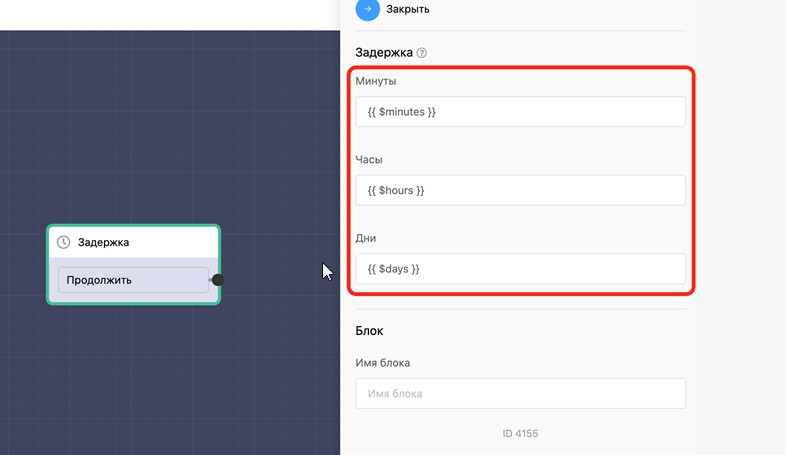 Закрыть
Задержка
Минуты
{{ $minutes }}
Часы
{{ $hours }}
Дни
{{ $days }}
Блок
Имя блока
Имя блока
ID 4155
Задержка
Продолжить